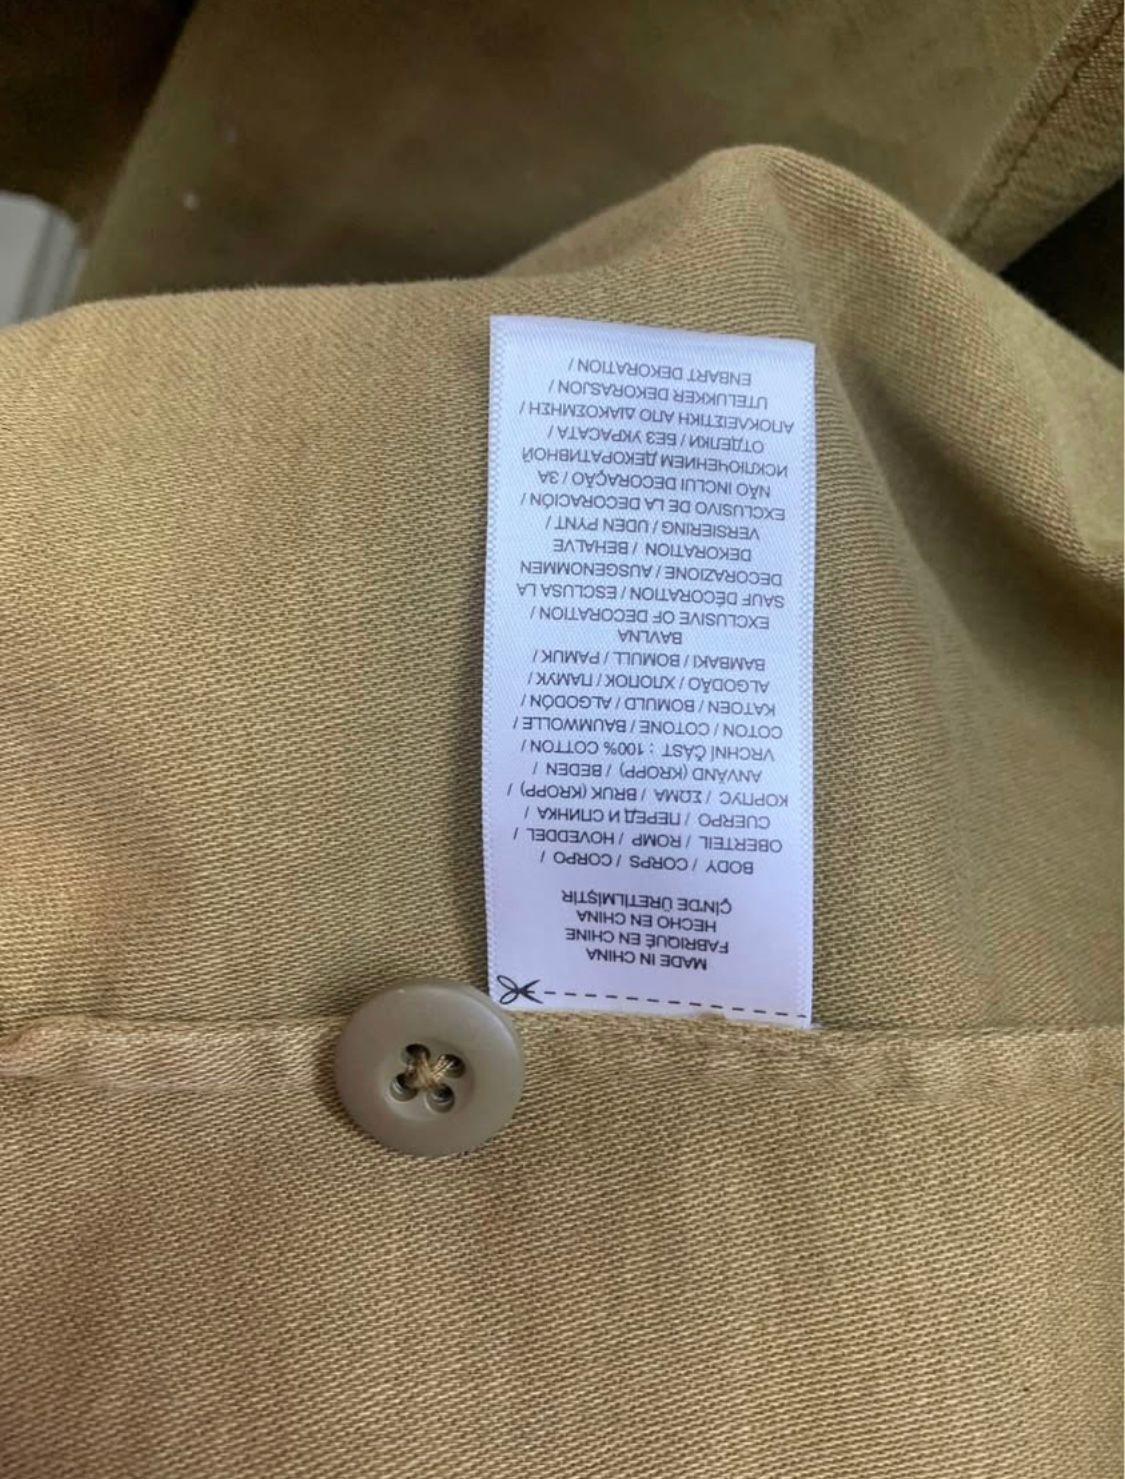 MADE IN CHINA
FABRIQUÉ EN CHINE
HECHO EN CHINA
ÇİNDE ÜRETİLMİŞTİR
BODY / CORPS / CORPO /
OBERTEIL / ROMP / HOVEDDEL /
CUERPO / ПЕРЕД И СПИНКА /
КОРПУС / ΣΩΜΑ / BRUK (KROPP) /
ANVÄND (KROPP) / BEDEN /
VRCHNÍ ČÁST : 100% COTTON /
COTON / COTONE / BAUMWOLLE /
KATOEN / BOMULD / ALGODÓN /
ALGODÃO / ХЛОПОК / ПАМУК /
BAMBAKI / BOMULL / PAMUK /
BAVLNA
EXCLUSIVE OF DECORATION /
SAUF DÉCORATION / ESCLUSA LA
DECORAZIONE / AUSGENOMMEN
DEKORATION / BEHALVE
VERSIERING / UDEN PYNT /
EXCLUSIVO DE LA DECORACIÓN /
NÃO INCLUI DECORAÇÃO / ЗА
ИСКЛЮЧЕНИЕМ ДЕКОРАТИВНОЙ
ОТДЕЛКИ / БЕЗ УКРАСАТА /
ΑΠΟΚΛΕΙΣΤΙΚΗ ΑΠΟ ΔΙΑΚΟΣΜΗΣΗ /
UTELUKKER DEKORASJON /
ENBART DEKORATION /